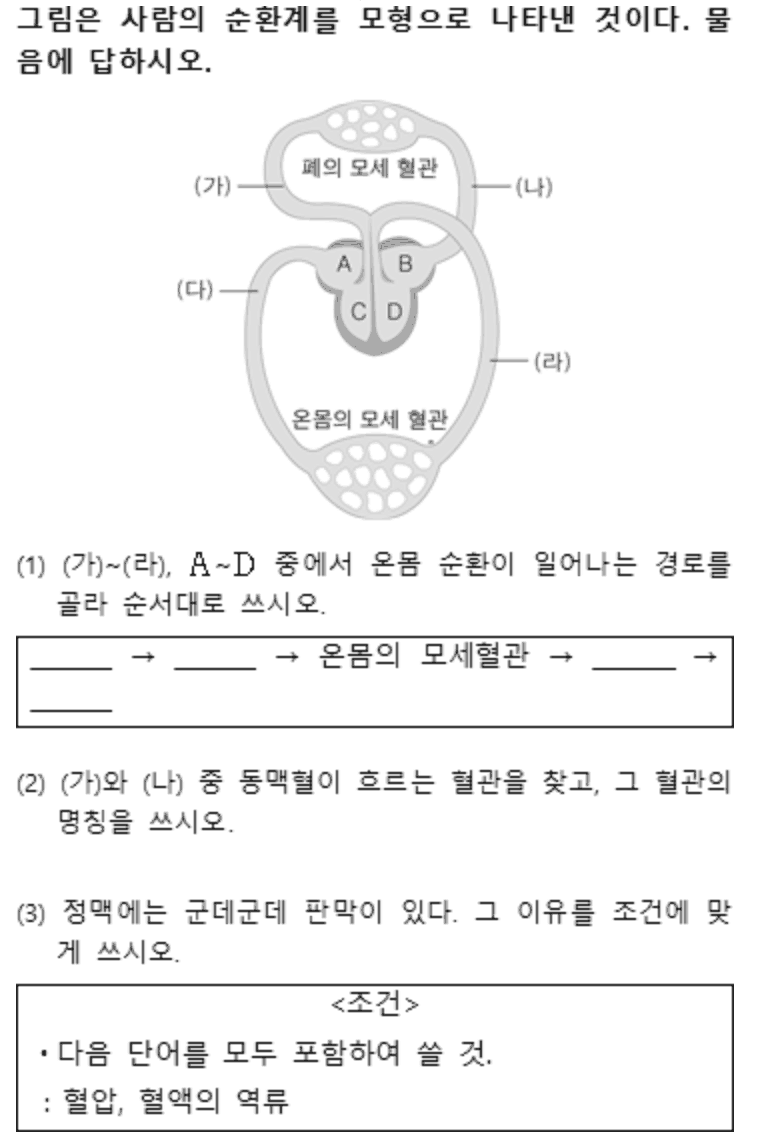 그림은 사람의 순환계를 모형으로 나타낸 것이다. 물
음에 답하시오.
폐의 모세 혈관
(가)
(나)
A
B
(다)
C
D
(라)
온몸의 모세 혈관
(1) (가)~(라), A~D 중에서 온몸 순환이 일어나는 경로를
골라 순서대로 쓰시오.
______ → ______ → 온몸의 모세혈관 → ______ →
______
(2) (가)와 (나) 중 동맥혈이 흐르는 혈관을 찾고, 그 혈관의
명칭을 쓰시오.
(3) 정맥에는 군데군데 판막이 있다. 그 이유를 조건에 맞
게 쓰시오.
<조건>
• 다음 단어를 모두 포함하여 쓸 것.
: 혈압, 혈액의 역류